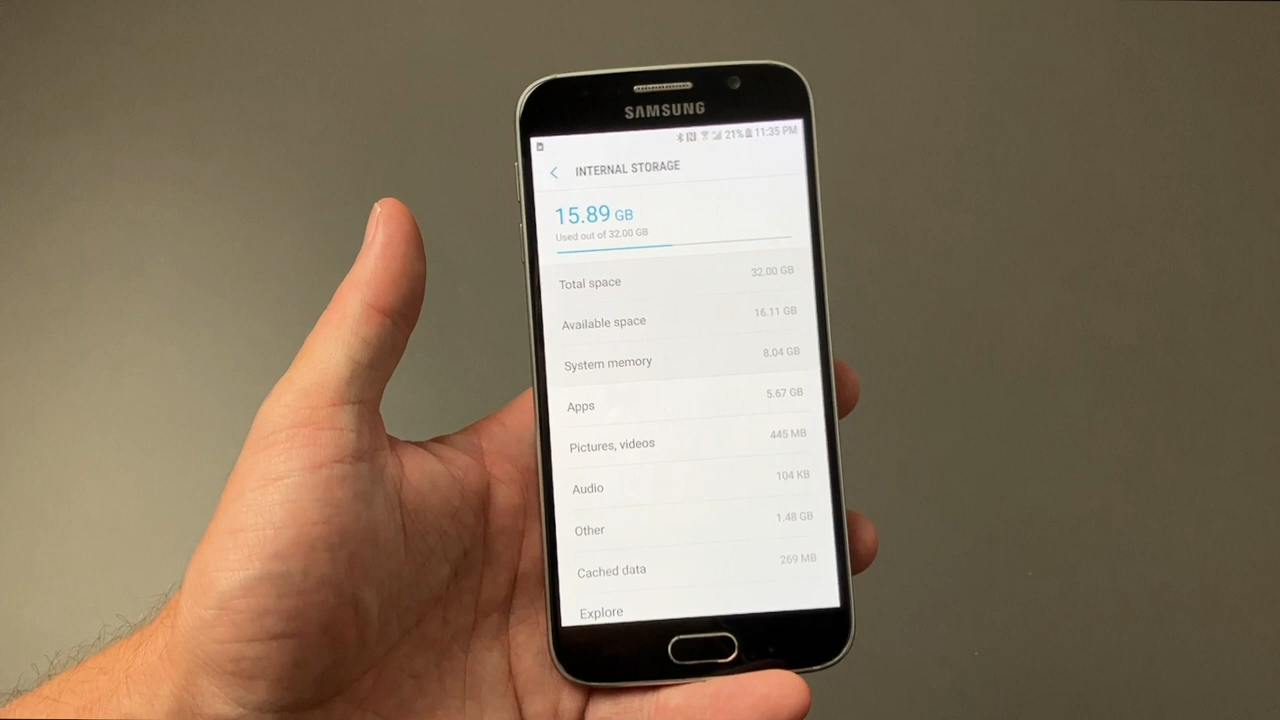 SAMSUNG
21% 11:35 PM
INTERNAL STORAGE
15.89 GB
Used out of 32.00 GB
Total space 32.00 GB
Available space 16.11 GB
System memory 8.04 GB
Apps 5.67 GB
Pictures, videos 445 MB
Audio 104 KB
Other 1.48 GB
Cached data 269 MB
Explore